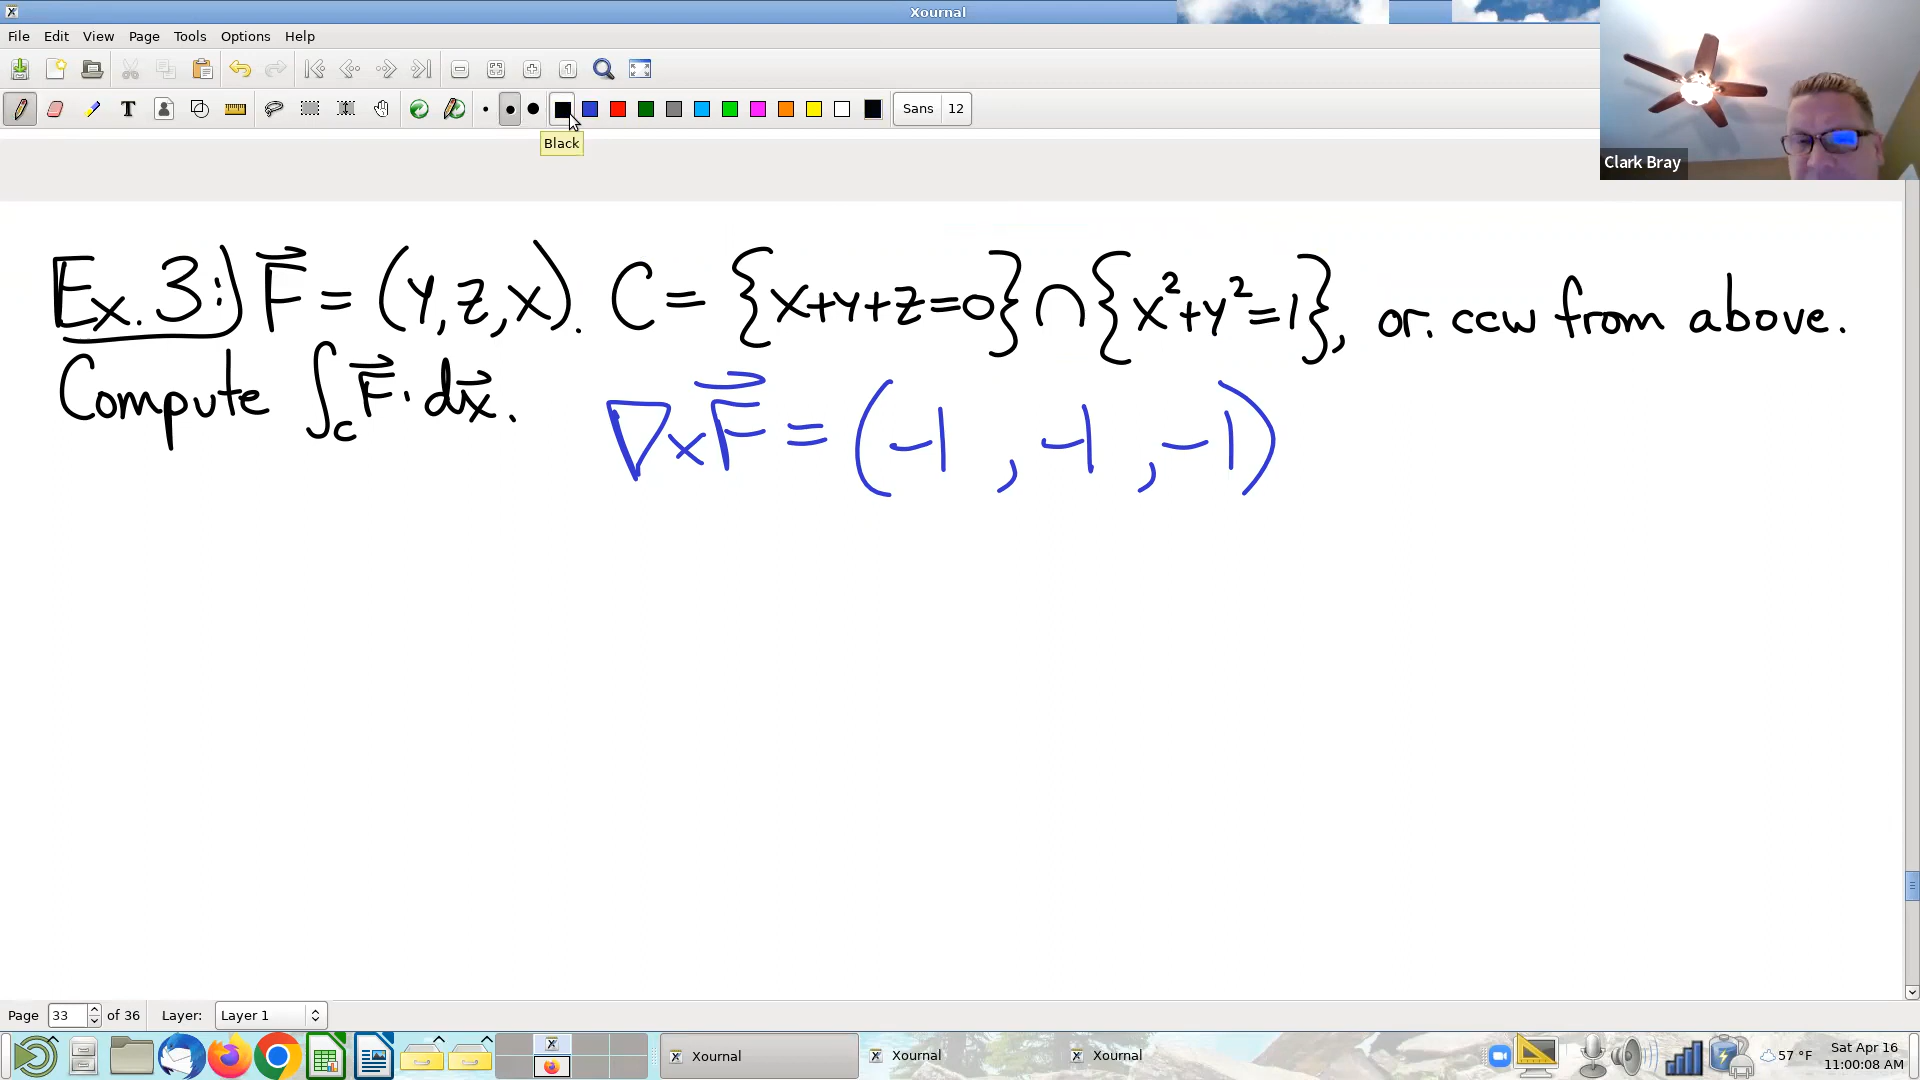 Xournal
File Edit View Page Tools Options Help
T Sans 12
Black
Clark Bray
Ex. 3:) F⃗ = (y,z,x). C = {x+y+z=0} ∩ {x²+y²=1}, or. ccw from above.
Compute ∫_C F⃗ · dx⃗.
∇×F⃗ = (-1, -1, -1)
Page 33 of 36 Layer: Layer 1
Xournal Xournal Xournal 57 °F Sat Apr 16
11:00:08 AM